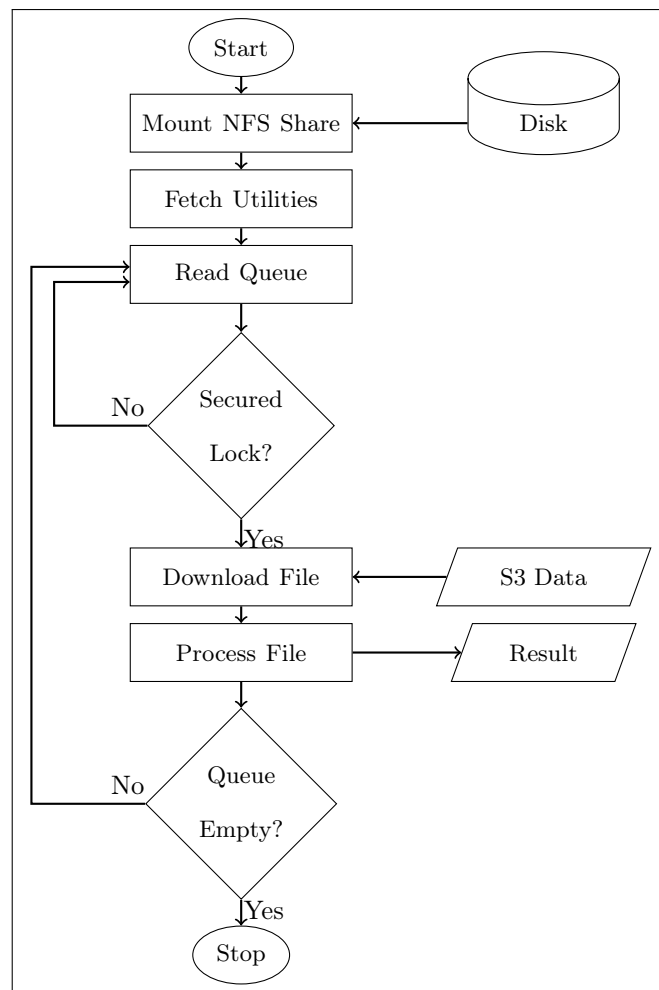 Start
Mount NFS Share
Disk
Fetch Utilities
Read Queue
No
Secured
Lock?
Yes
Download File
S3 Data
Process File
Result
No
Queue
Empty?
Yes
Stop